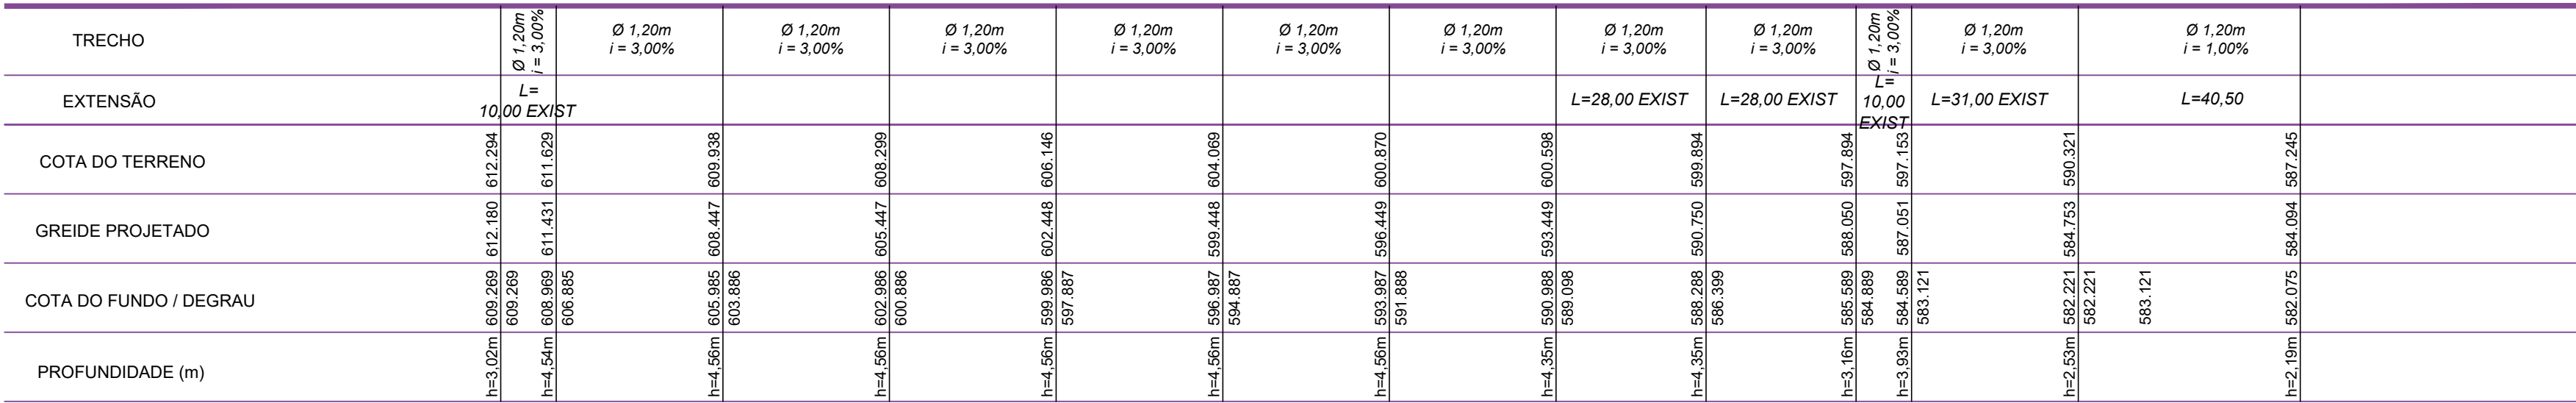 TRECHO
Ø 1,20m
i = 3,00%
Ø 1,20m
i = 3,00%
Ø 1,20m
i = 3,00%
Ø 1,20m
i = 3,00%
Ø 1,20m
i = 3,00%
Ø 1,20m
i = 3,00%
Ø 1,20m
i = 3,00%
Ø 1,20m
i = 3,00%
Ø 1,20m
i = 3,00%
Ø 1,20m
i = 3,00%
Ø 1,20m
i = 3,00%
Ø 1,20m
i = 1,00%
EXTENSÃO
L=
10,00 EXIST
L=28,00 EXIST
L=28,00 EXIST
L=
10,00
EXIST
L=31,00 EXIST
L=40,50
COTA DO TERRENO
612.294
611.629
609.938
608.299
606.146
604.069
600.870
600.598
599.894
597.894
597.153
590.321
587.245
GREIDE PROJETADO
612.180
611.431
608.447
605.447
602.448
599.448
596.449
593.449
590.750
588.050
587.051
584.753
584.094
COTA DO FUNDO / DEGRAU
609.269
609.269
608.969
606.885
605.985
603.886
602.986
600.886
599.986
597.887
596.987
594.887
593.987
591.888
590.988
589.098
588.288
586.399
585.589
584.889
584.589
583.121
582.221
582.221
583.121
582.075
PROFUNDIDADE (m)
h=3,02m
h=4,54m
h=4,56m
h=4,56m
h=4,56m
h=4,56m
h=4,56m
h=4,35m
h=4,35m
h=3,16m
h=3,93m
h=2,53m
h=2,19m